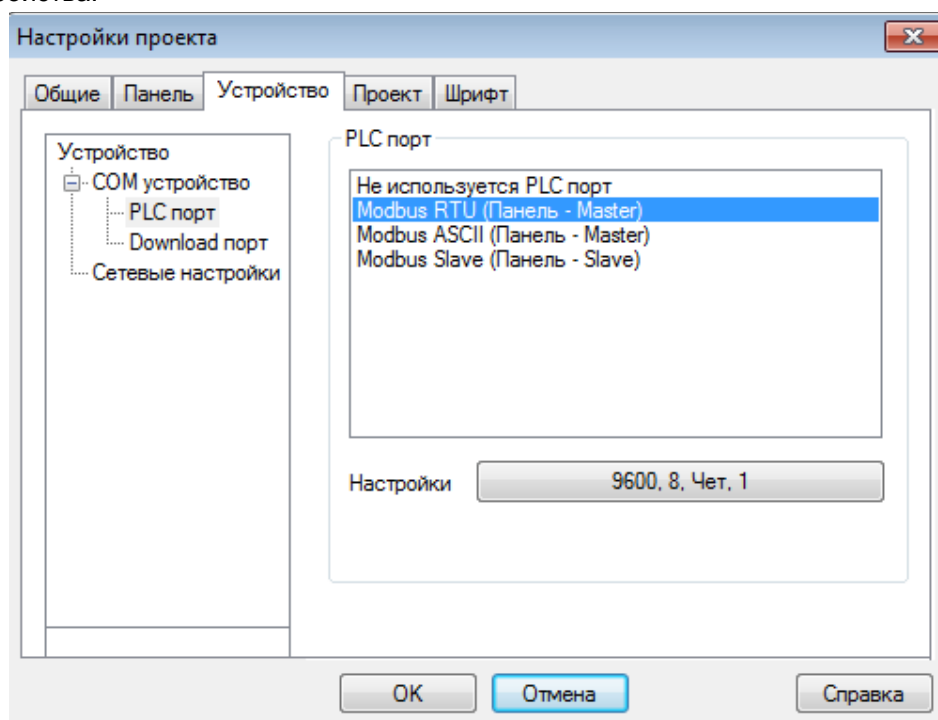 Настройки проекта
Общие Панель Устройство Проект Шрифт
Устройство
COM устройство
PLC порт
Download порт
Сетевые настройки
PLC порт
Не используется PLC порт
Modbus RTU (Панель - Master)
Modbus ASCII (Панель - Master)
Modbus Slave (Панель - Slave)
Настройки 9600, 8, Чет, 1
OK Отмена Справка